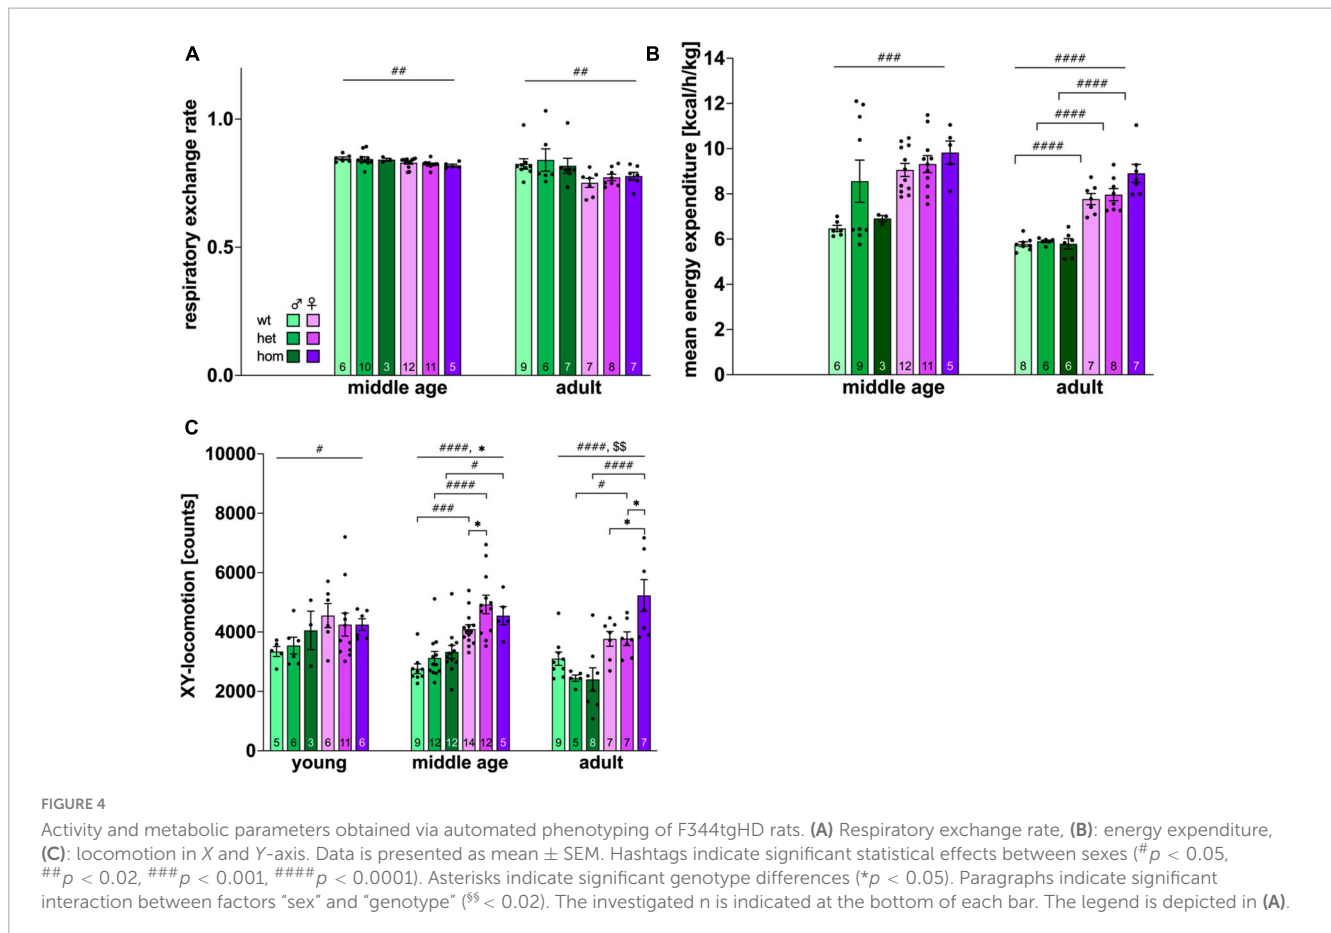 A
respiratory exchange rate
1.0
0.5
0.0
##
##
♂ ♀
wt
het
hom
6 10 3 12 11 5
9 6 7 7 8 7
middle age
adult
B
mean energy expenditure [kcal/h/kg]
14
12
10
8
6
4
2
0
###
####
####
####
####
6 9 3 12 11 5
8 6 6 7 8 7
middle age
adult
C
XY-locomotion [counts]
10000
8000
6000
4000
2000
0
#
####, *
#
####
###
*
####, $$
####
#
*
*
5 6 3 6 11 6
9 12 12 14 12 5
9 5 8 7 7 7
young
middle age
adult
FIGURE 4
Activity and metabolic parameters obtained via automated phenotyping of F344tgHD rats. (A) Respiratory exchange rate, (B): energy expenditure,
(C): locomotion in X and Y-axis. Data is presented as mean ± SEM. Hashtags indicate significant statistical effects between sexes (#p < 0.05,
##p < 0.02, ###p < 0.001, ####p < 0.0001). Asterisks indicate significant genotype differences (*p < 0.05). Paragraphs indicate significant
interaction between factors "sex" and "genotype" (§§ < 0.02). The investigated n is indicated at the bottom of each bar. The legend is depicted in (A).